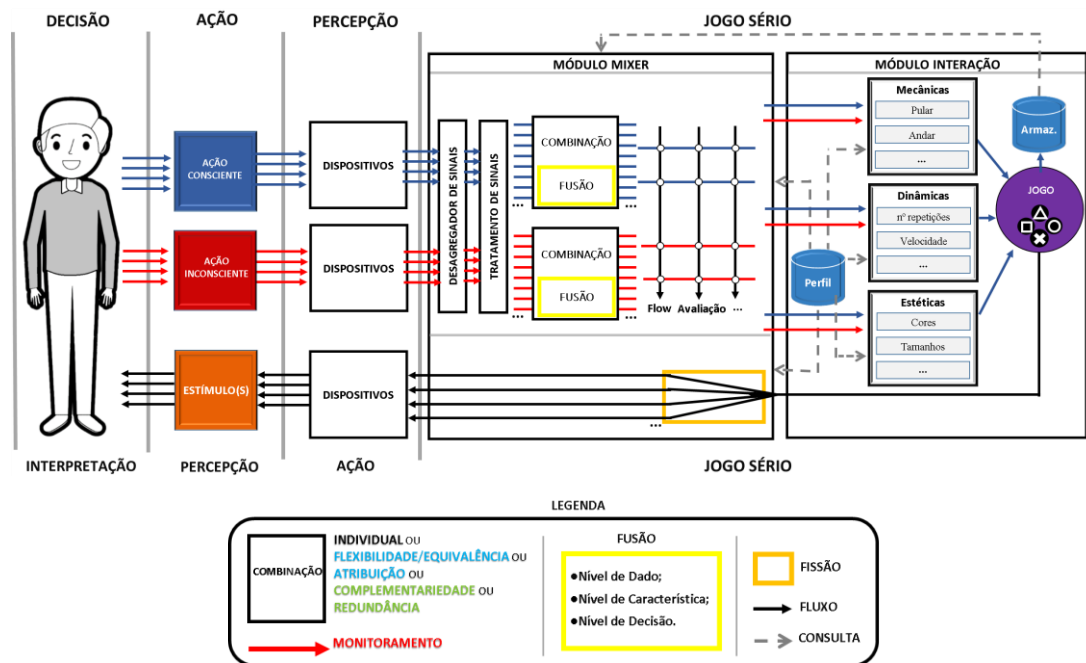 DECISÃO
AÇÃO
PERCEPÇÃO
JOGO SÉRIO
MÓDULO MIXER
MÓDULO INTERAÇÃO
AÇÃO
CONSCIENTE
DISPOSITIVOS
AÇÃO
INCONSCIENTE
DISPOSITIVOS
ESTÍMULO(S)
DISPOSITIVOS
DESAGREGADOR DE SINAIS
TRATAMENTO DE SINAIS
COMBINAÇÃO
FUSÃO
...
...
COMBINAÇÃO
FUSÃO
...
...
Flow Avaliação ...
...
Mecânicas
Pular
Andar
...
Dinâmicas
nº repetições
Velocidade
...
Estéticas
Cores
Tamanhos
...
Perfil
Armaz.
JOGO
INTERPRETAÇÃO
PERCEPÇÃO
AÇÃO
JOGO SÉRIO
LEGENDA
COMBINAÇÃO
INDIVIDUAL OU
FLEXIBILIDADE/EQUIVALÊNCIA OU
ATRIBUIÇÃO OU
COMPLEMENTARIEDADE OU
REDUNDÂNCIA
MONITORAMENTO
FUSÃO
●Nível de Dado;
●Nível de Característica;
●Nível de Decisão.
FISSÃO
FLUXO
CONSULTA